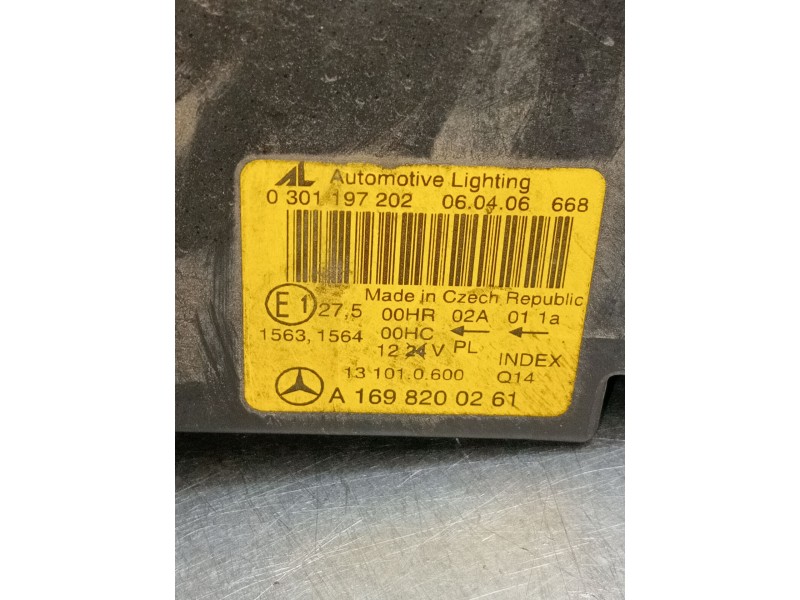 AL Automotive Lighting
0 301 197 202 06.04.06 668
Made in Czech Republic
E1 27,5 00HR 02A 01 1a
1563, 1564 00HC ← ←
12 24 V PL INDEX
13 101.0.600 Q14
A 169 820 02 61